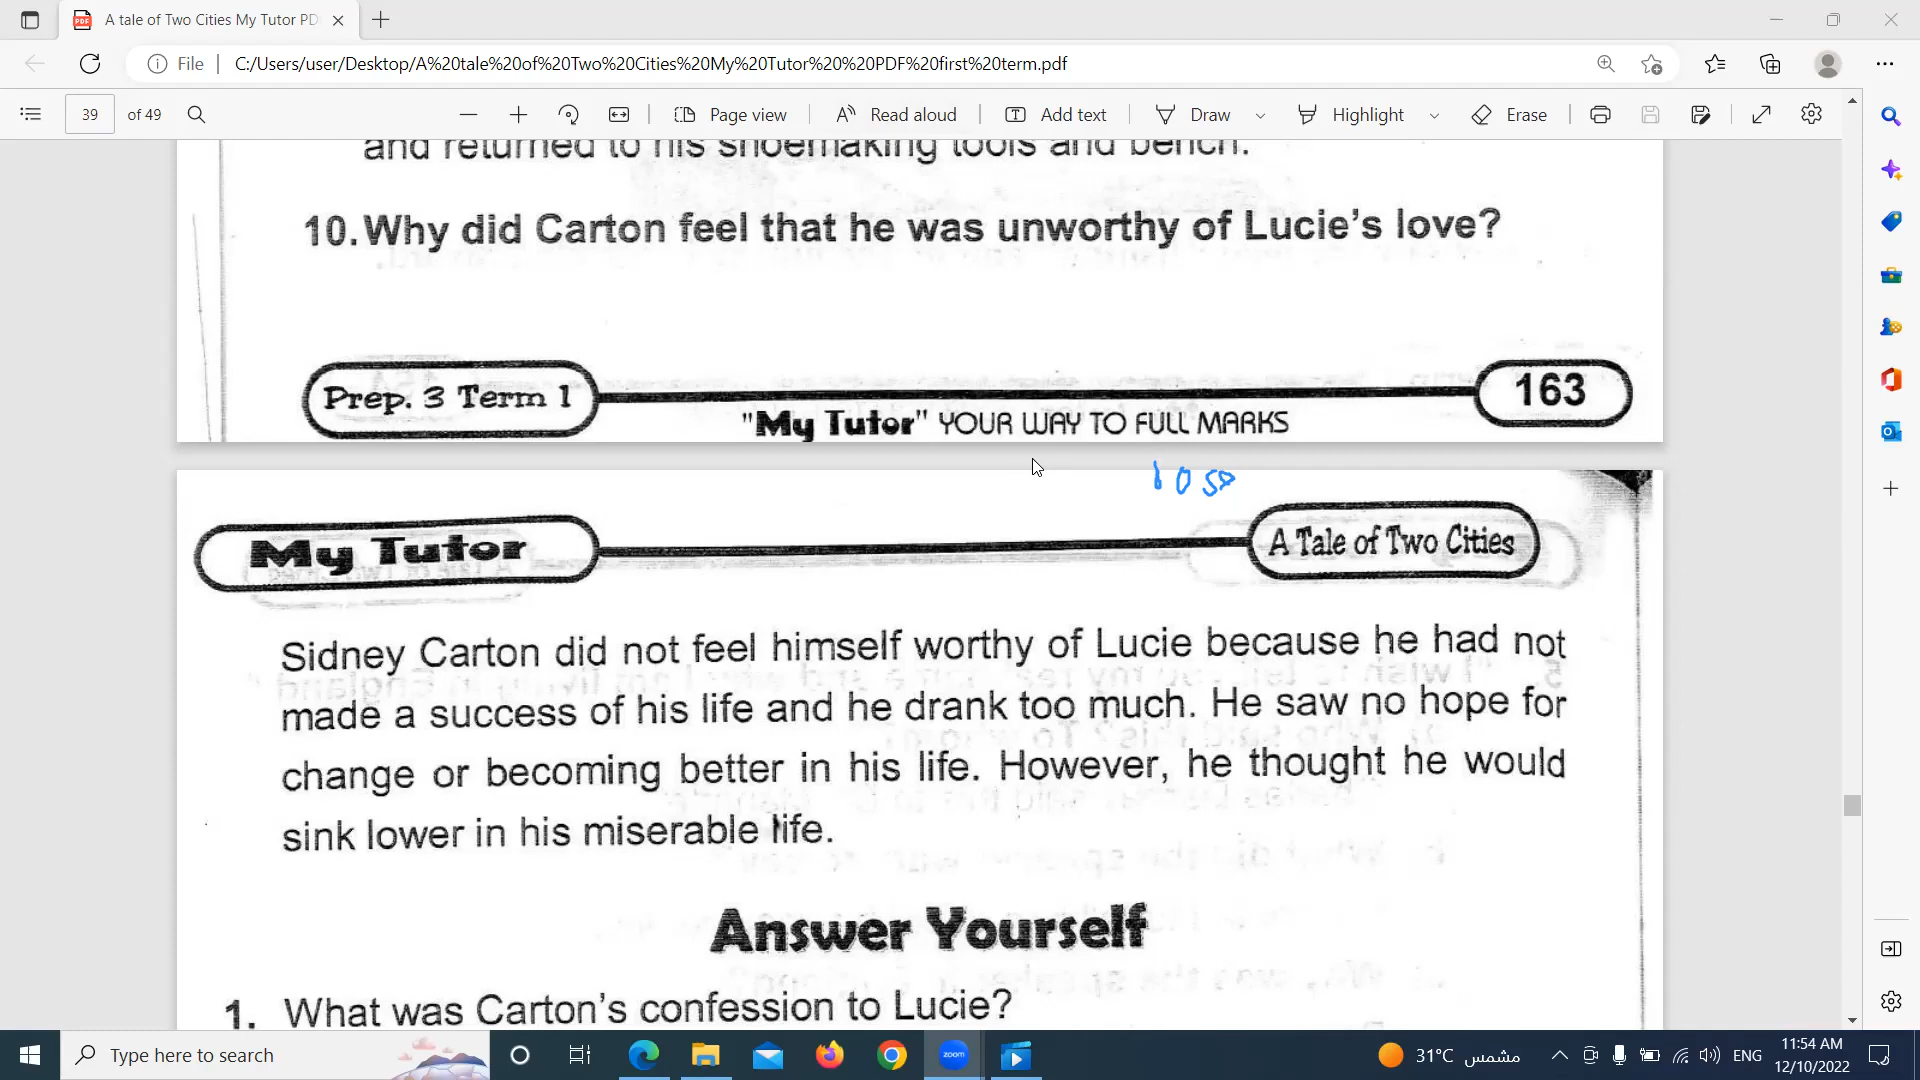 A tale of Two Cities My Tutor PD
File
C:/Users/user/Desktop/A%20tale%20of%20Two%20Cities%20My%20Tutor%20%20PDF%20first%20term.pdf
39 of 49
Page view
Read aloud
Add text
Draw
Highlight
Erase
and returned to his shoemaking tools and bench.
10. Why did Carton feel that he was unworthy of Lucie's love?
Prep. 3 Term 1
163
"My Tutor" YOUR WAY TO FULL MARKS
My Tutor
A Tale of Two Cities
Sidney Carton did not feel himself worthy of Lucie because he had not
made a success of his life and he drank too much. He saw no hope for
change or becoming better in his life. However, he thought he would
sink lower in his miserable life.
Answer Yourself
1. What was Carton's confession to Lucie?
Type here to search
zoom
31°C مشمس
ENG
11:54 AM
12/10/2022